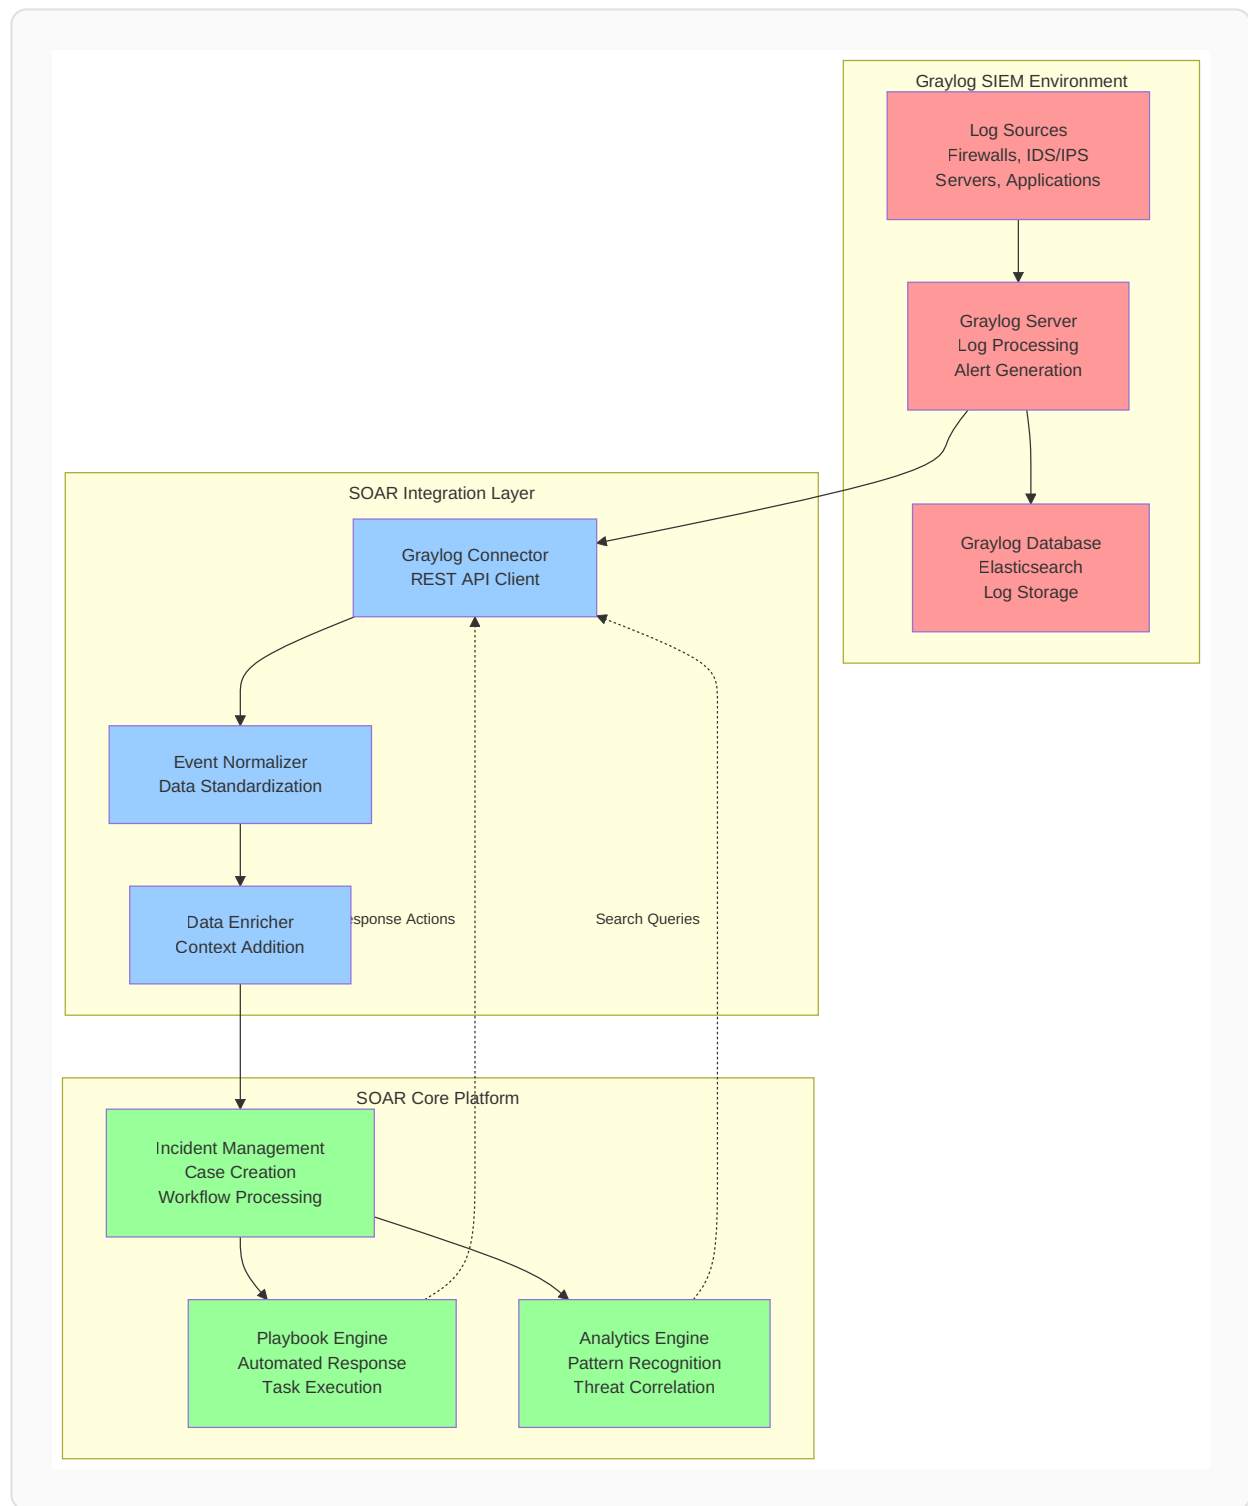 Graylog SIEM Environment
Log Sources
Firewalls, IDS/IPS
Servers, Applications
Graylog Server
Log Processing
Alert Generation
Graylog Database
Elasticsearch
Log Storage
SOAR Integration Layer
Graylog Connector
REST API Client
Event Normalizer
Data Standardization
Data Enricher
Context Addition
Actions
Search Queries
SOAR Core Platform
Incident Management
Case Creation
Workflow Processing
Playbook Engine
Automated Response
Task Execution
Analytics Engine
Pattern Recognition
Threat Correlation